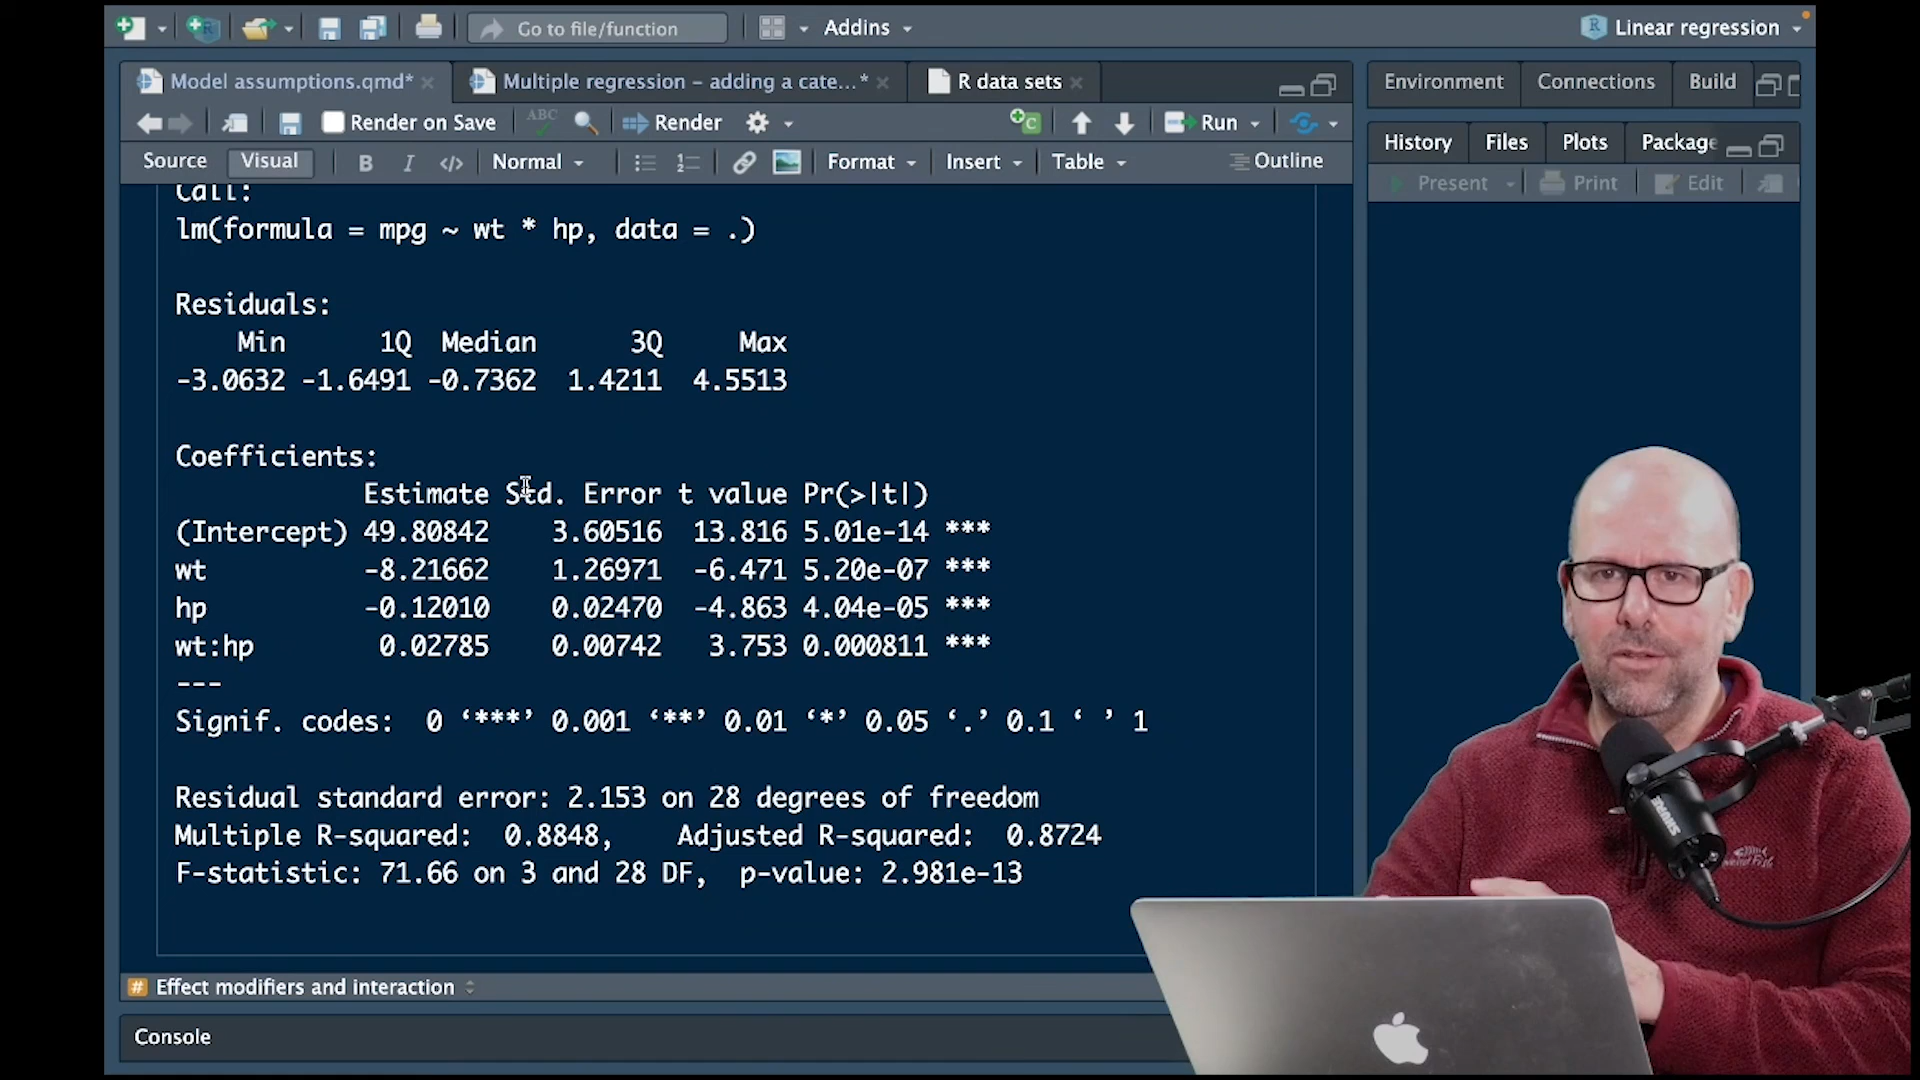 Go to file/function
Addins
Linear regression
Model assumptions.qmd*
Multiple regression – adding a cate...*
R data sets
Environment
Connections
Build
Render on Save
ABC
Render
Run
History
Files
Plots
Package
Source
Visual
B
I
</>
Normal
Format
Insert
Table
Outline
Present
Print
Edit
Call:
lm(formula = mpg ~ wt * hp, data = .)
Residuals:
Min 1Q Median 3Q Max
-3.0632 -1.6491 -0.7362 1.4211 4.5513
Coefficients:
Estimate Std. Error t value Pr(>|t|)
(Intercept) 49.80842 3.60516 13.816 5.01e-14 ***
wt -8.21662 1.26971 -6.471 5.20e-07 ***
hp -0.12010 0.02470 -4.863 4.04e-05 ***
wt:hp 0.02785 0.00742 3.753 0.000811 ***
---
Signif. codes: 0 ‘***’ 0.001 ‘**’ 0.01 ‘*’ 0.05 ‘.’ 0.1 ‘ ’ 1
Residual standard error: 2.153 on 28 degrees of freedom
Multiple R-squared: 0.8848, Adjusted R-squared: 0.8724
F-statistic: 71.66 on 3 and 28 DF, p-value: 2.981e-13
# Effect modifiers and interaction
Console
SHURE